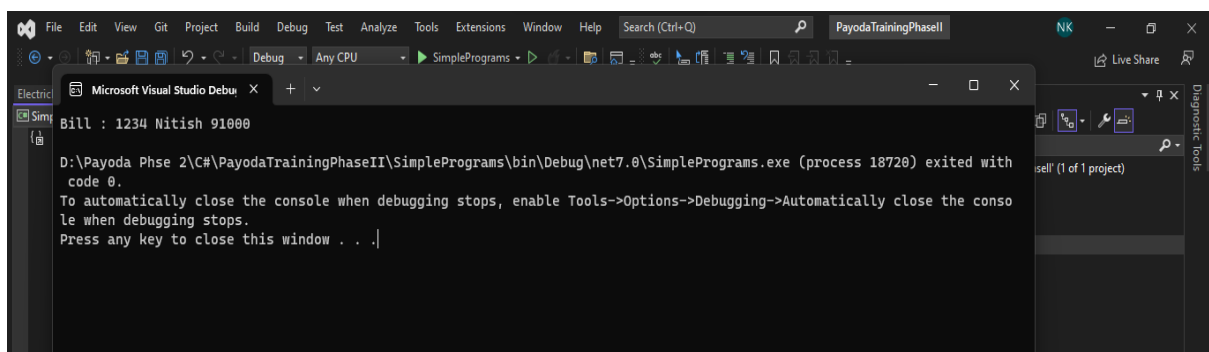 File Edit View Git Project Build Debug Test Analyze Tools Extensions Window Help Search (Ctrl+Q) PayodaTrainingPhaseII NK
Debug Any CPU SimplePrograms Live Share
Microsoft Visual Studio Debug
Bill : 1234 Nitish 91000
D:\Payoda Phse 2\C#\PayodaTrainingPhaseII\SimplePrograms\bin\Debug\net7.0\SimplePrograms.exe (process 18720) exited with
code 0.
To automatically close the console when debugging stops, enable Tools->Options->Debugging->Automatically close the conso
le when debugging stops.
Press any key to close this window . . .
Electric
Simp
seII' (1 of 1 project)
Diagnostic Tools